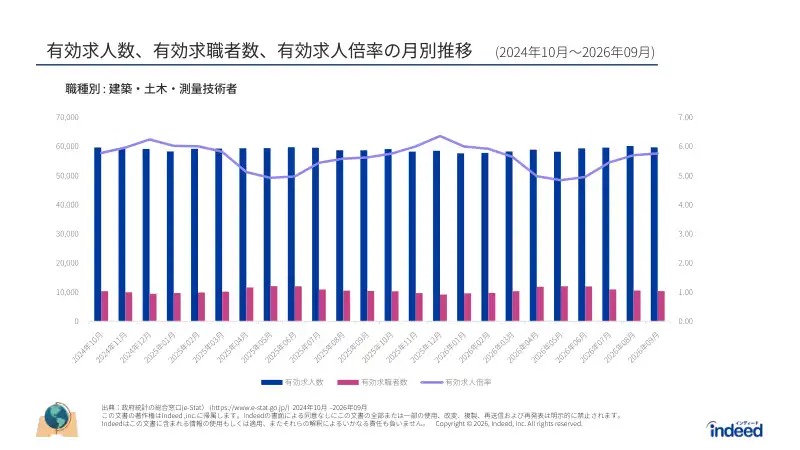 有効求人数、有効求職者数、有効求人倍率の月別推移 (2024年10月～2026年09月)
職種別 : 建築・土木・測量技術者
70,000
60,000
50,000
40,000
30,000
20,000
10,000
0
7.00
6.00
5.00
4.00
3.00
2.00
1.00
0.00
2024年10月
2024年11月
2024年12月
2025年01月
2025年02月
2025年03月
2025年04月
2025年05月
2025年06月
2025年07月
2025年08月
2025年09月
2025年10月
2025年11月
2025年12月
2026年01月
2026年02月
2026年03月
2026年04月
2026年05月
2026年06月
2026年07月
2026年08月
2026年09月
有効求人数 有効求職者数 有効求人倍率
出典：政府統計の総合窓口(e-Stat) (https://www.e-stat.go.jp/) 2024年10月 –2026年09月
この文書の著作権はIndeed ,inc.に帰属します。Indeedの書面による同意なしにこの文書の全部または一部の使用、改変、複製、再送信および再発表は明示的に禁止されます。
Indeedはこの文書に含まれる情報の使用もしくは適用、またそれらの解釈によるいかなる責任も負いません。 Copyright © 2026, Indeed, Inc. All rights reserved.
インディード
indeed